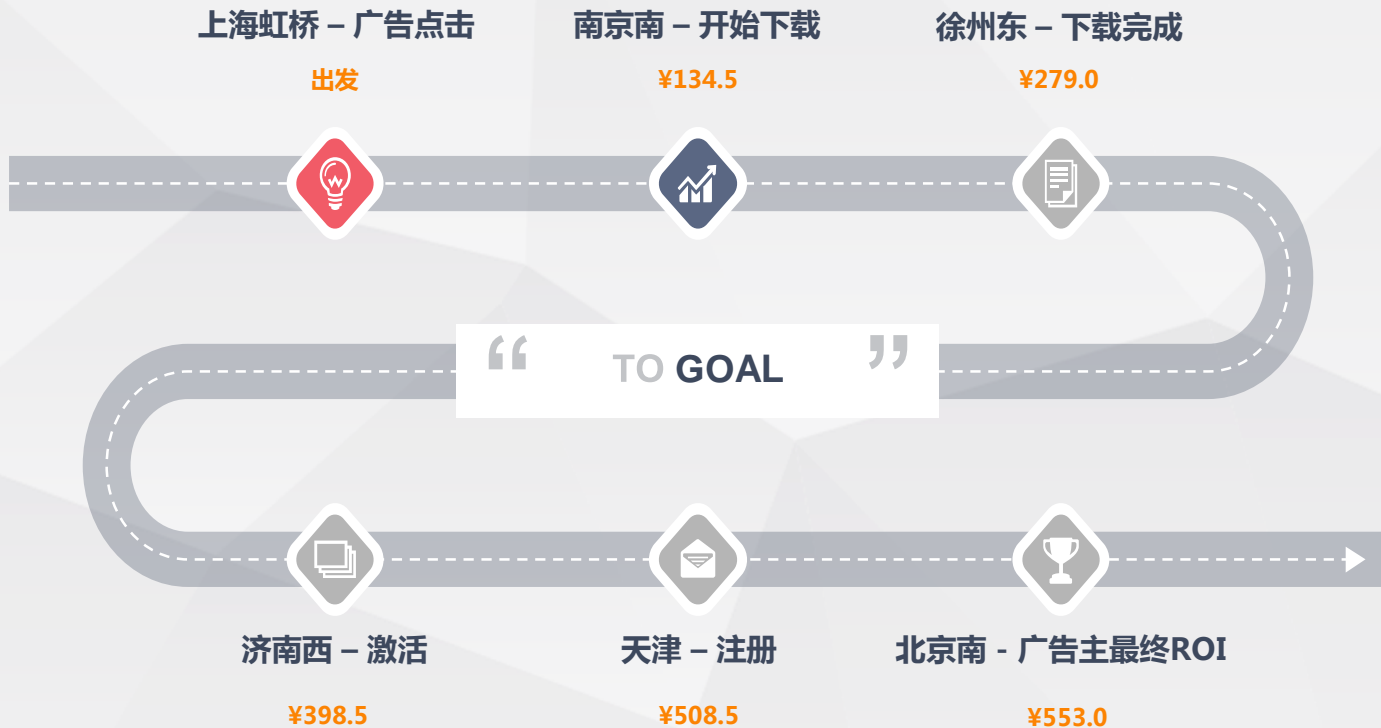 上海虹桥 – 广告点击
出发
南京南 – 开始下载
¥134.5
徐州东 – 下载完成
¥279.0
“ TO GOAL ”
济南西 – 激活
¥398.5
天津 – 注册
¥508.5
北京南 - 广告主最终ROI
¥553.0